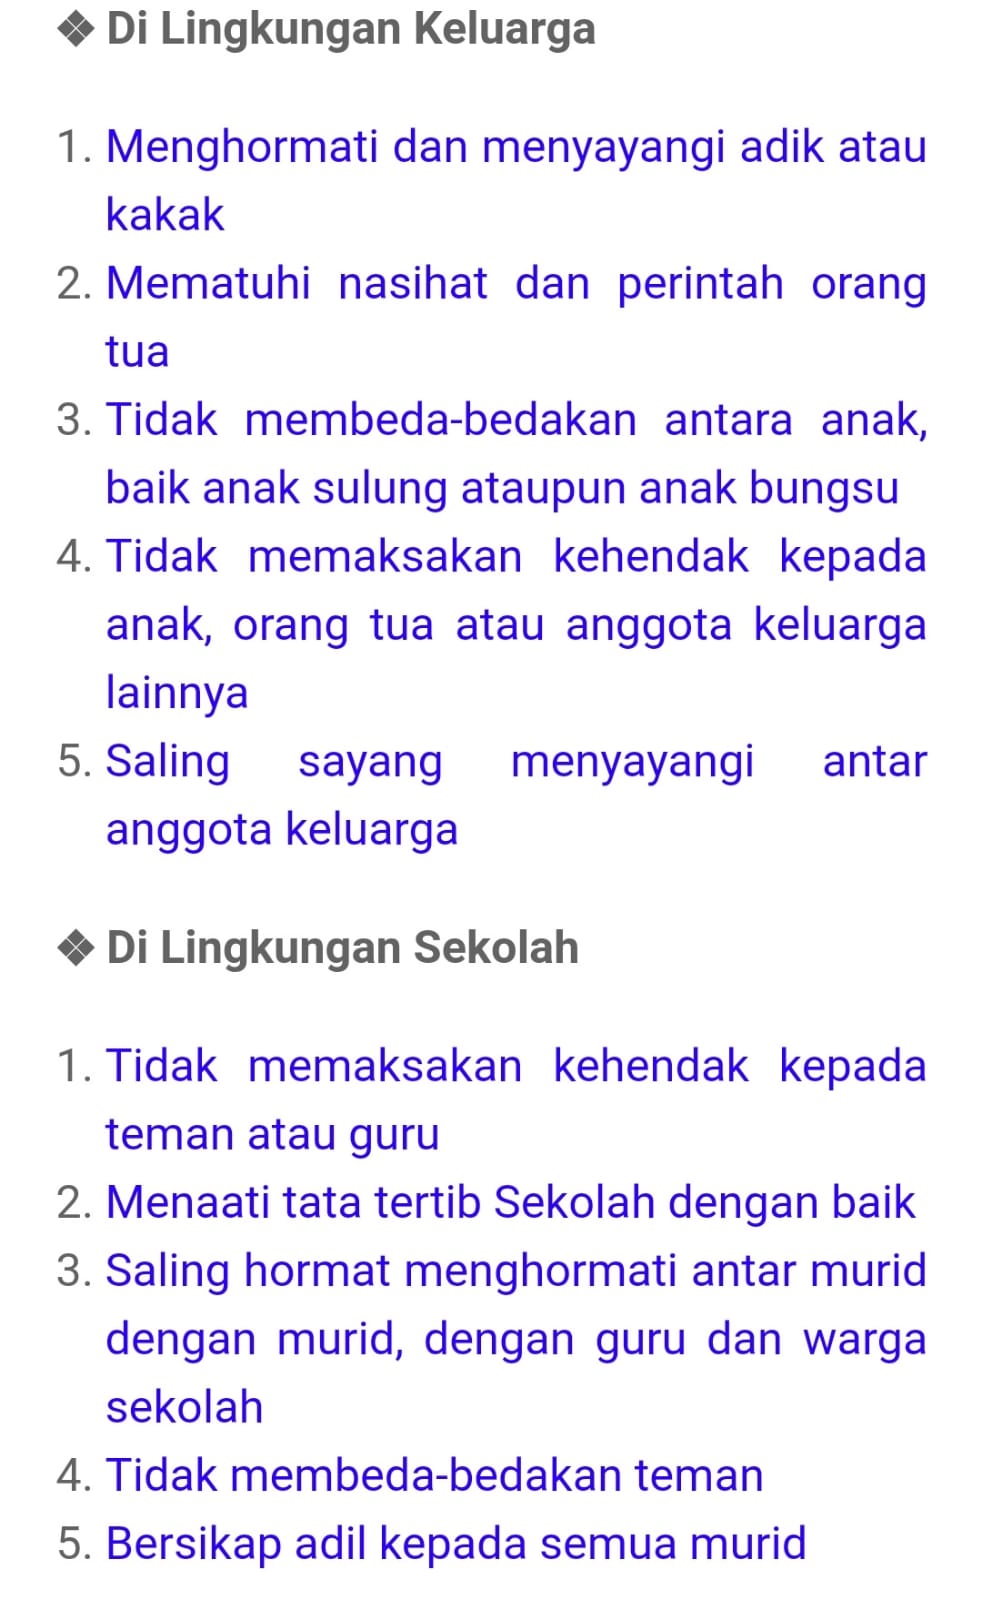 ❖ Di Lingkungan Keluarga
1. Menghormati dan menyayangi adik atau
kakak
2. Mematuhi nasihat dan perintah orang
tua
3. Tidak membeda-bedakan antara anak,
baik anak sulung ataupun anak bungsu
4. Tidak memaksakan kehendak kepada
anak, orang tua atau anggota keluarga
lainnya
5. Saling sayang menyayangi antar
anggota keluarga
❖ Di Lingkungan Sekolah
1. Tidak memaksakan kehendak kepada
teman atau guru
2. Menaati tata tertib Sekolah dengan baik
3. Saling hormat menghormati antar murid
dengan murid, dengan guru dan warga
sekolah
4. Tidak membeda-bedakan teman
5. Bersikap adil kepada semua murid